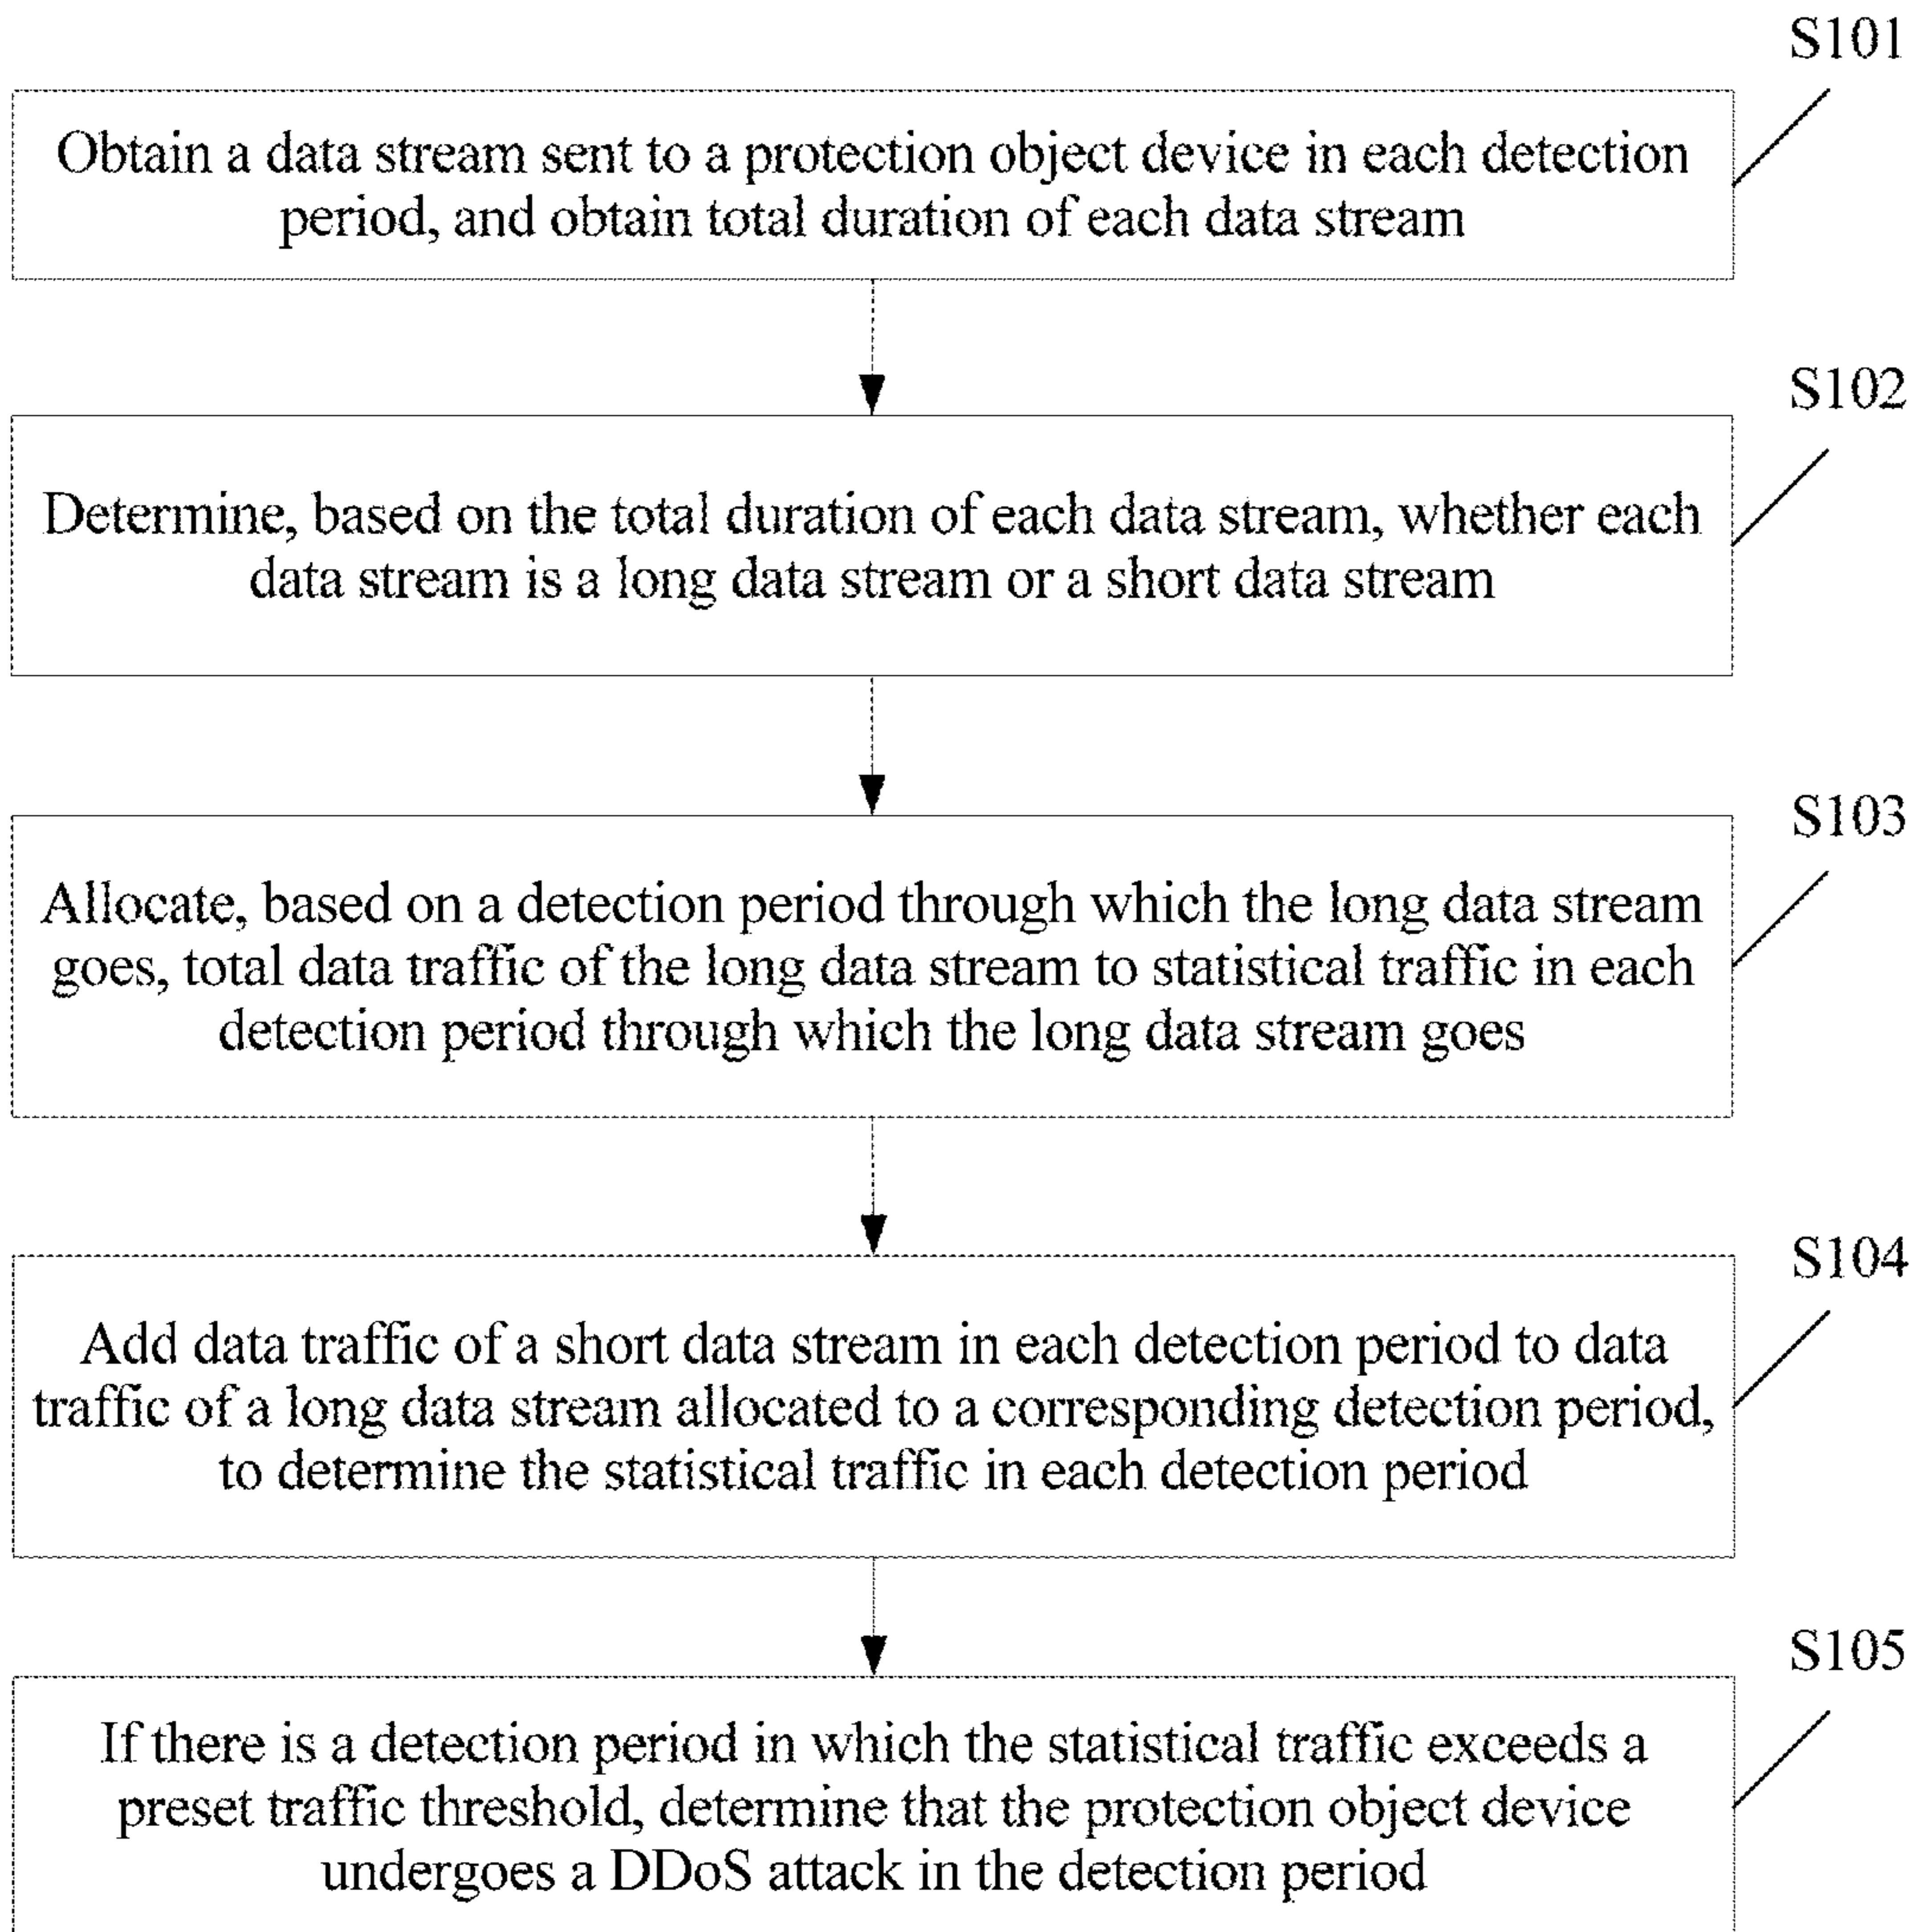 S101
Obtain a data stream sent to a protection object device in each detection
period, and obtain total duration of each data stream
S102
Determine, based on the total duration of each data stream, whether each
data stream is a long data stream or a short data stream
S103
Allocate, based on a detection period through which the long data stream
goes, total data traffic of the long data stream to statistical traffic in each
detection period through which the long data stream goes
S104
Add data traffic of a short data stream in each detection period to data
traffic of a long data stream allocated to a corresponding detection period,
to determine the statistical traffic in each detection period
S105
If there is a detection period in which the statistical traffic exceeds a
preset traffic threshold, determine that the protection object device
undergoes a DDoS attack in the detection period